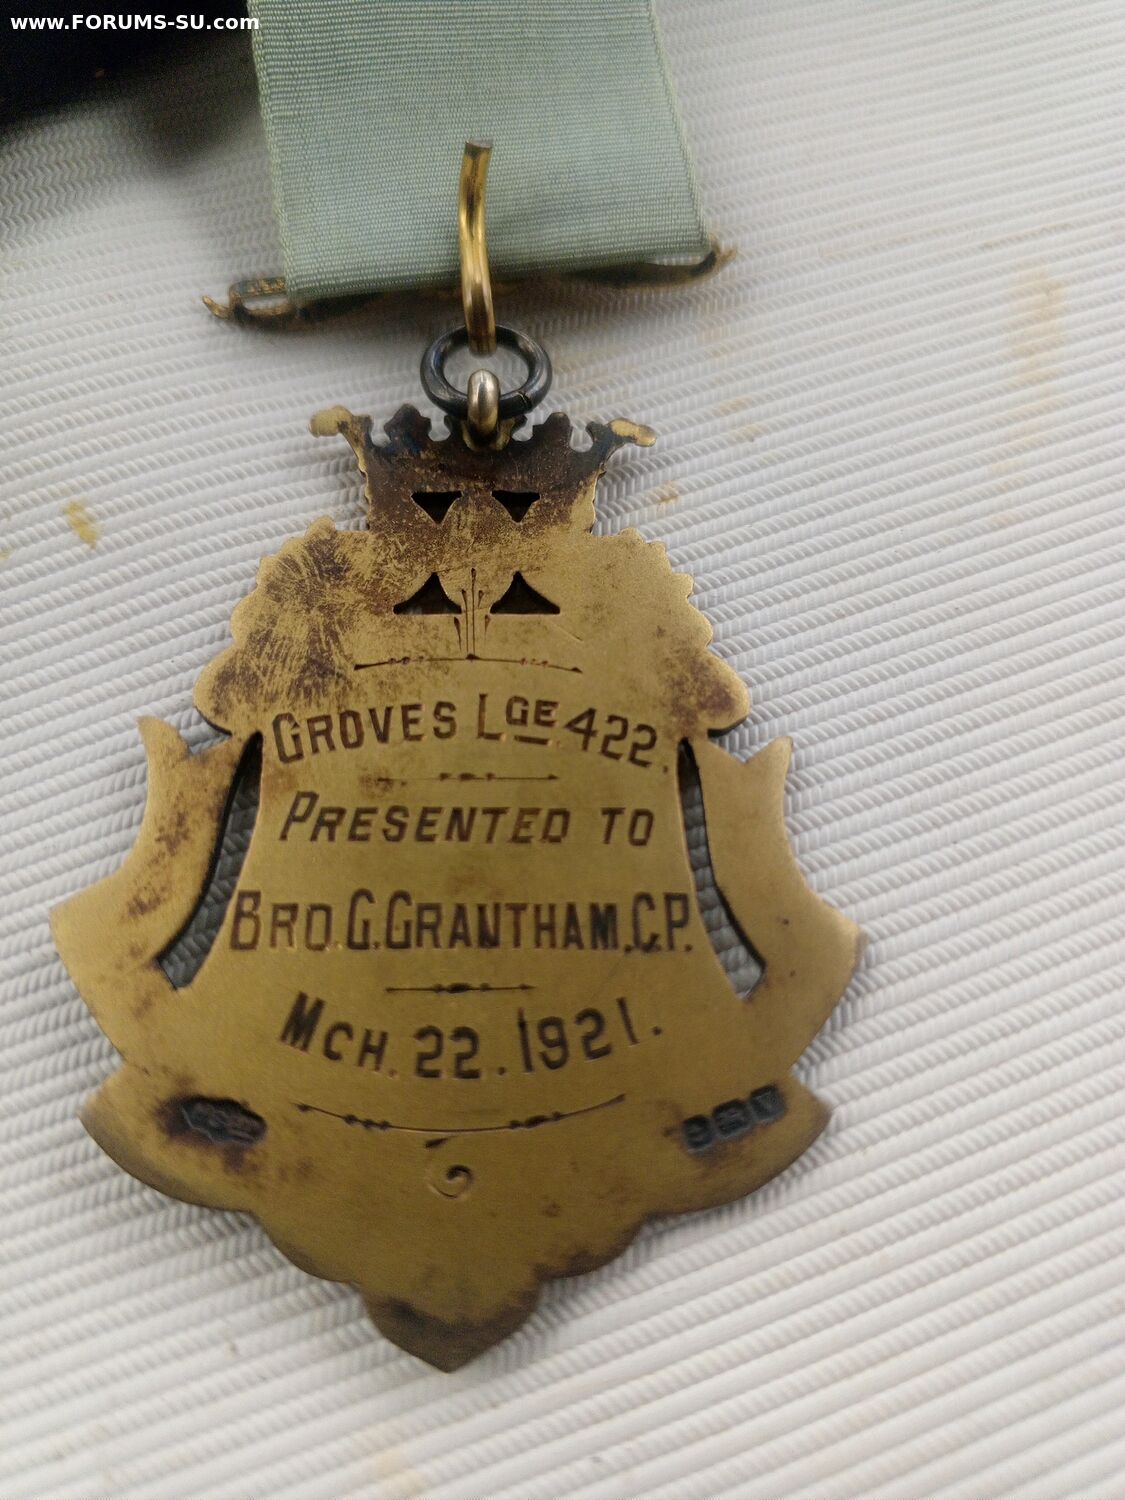 www.FORUMS-SU.com
GROVES LGE 422.
PRESENTED TO
BRO. G. GRANTHAM, C.P.
MCH. 22. 1921.